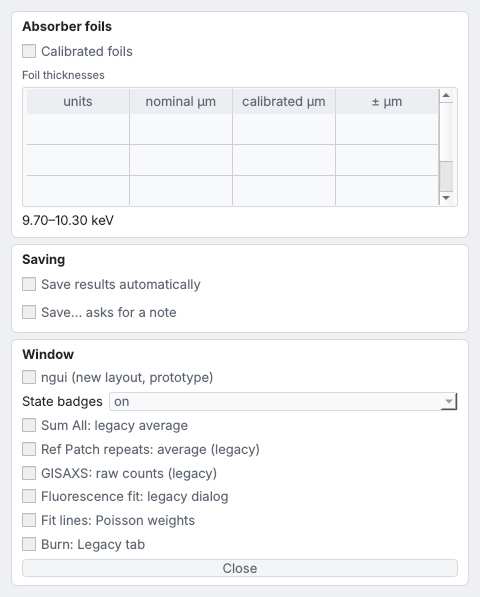 Absorber foils
Calibrated foils
Foil thicknesses
units nominal µm calibrated µm ± µm
9.70–10.30 keV
Saving
Save results automatically
Save... asks for a note
Window
ngui (new layout, prototype)
State badges on
Sum All: legacy average
Ref Patch repeats: average (legacy)
GISAXS: raw counts (legacy)
Fluorescence fit: legacy dialog
Fit lines: Poisson weights
Burn: Legacy tab
Close